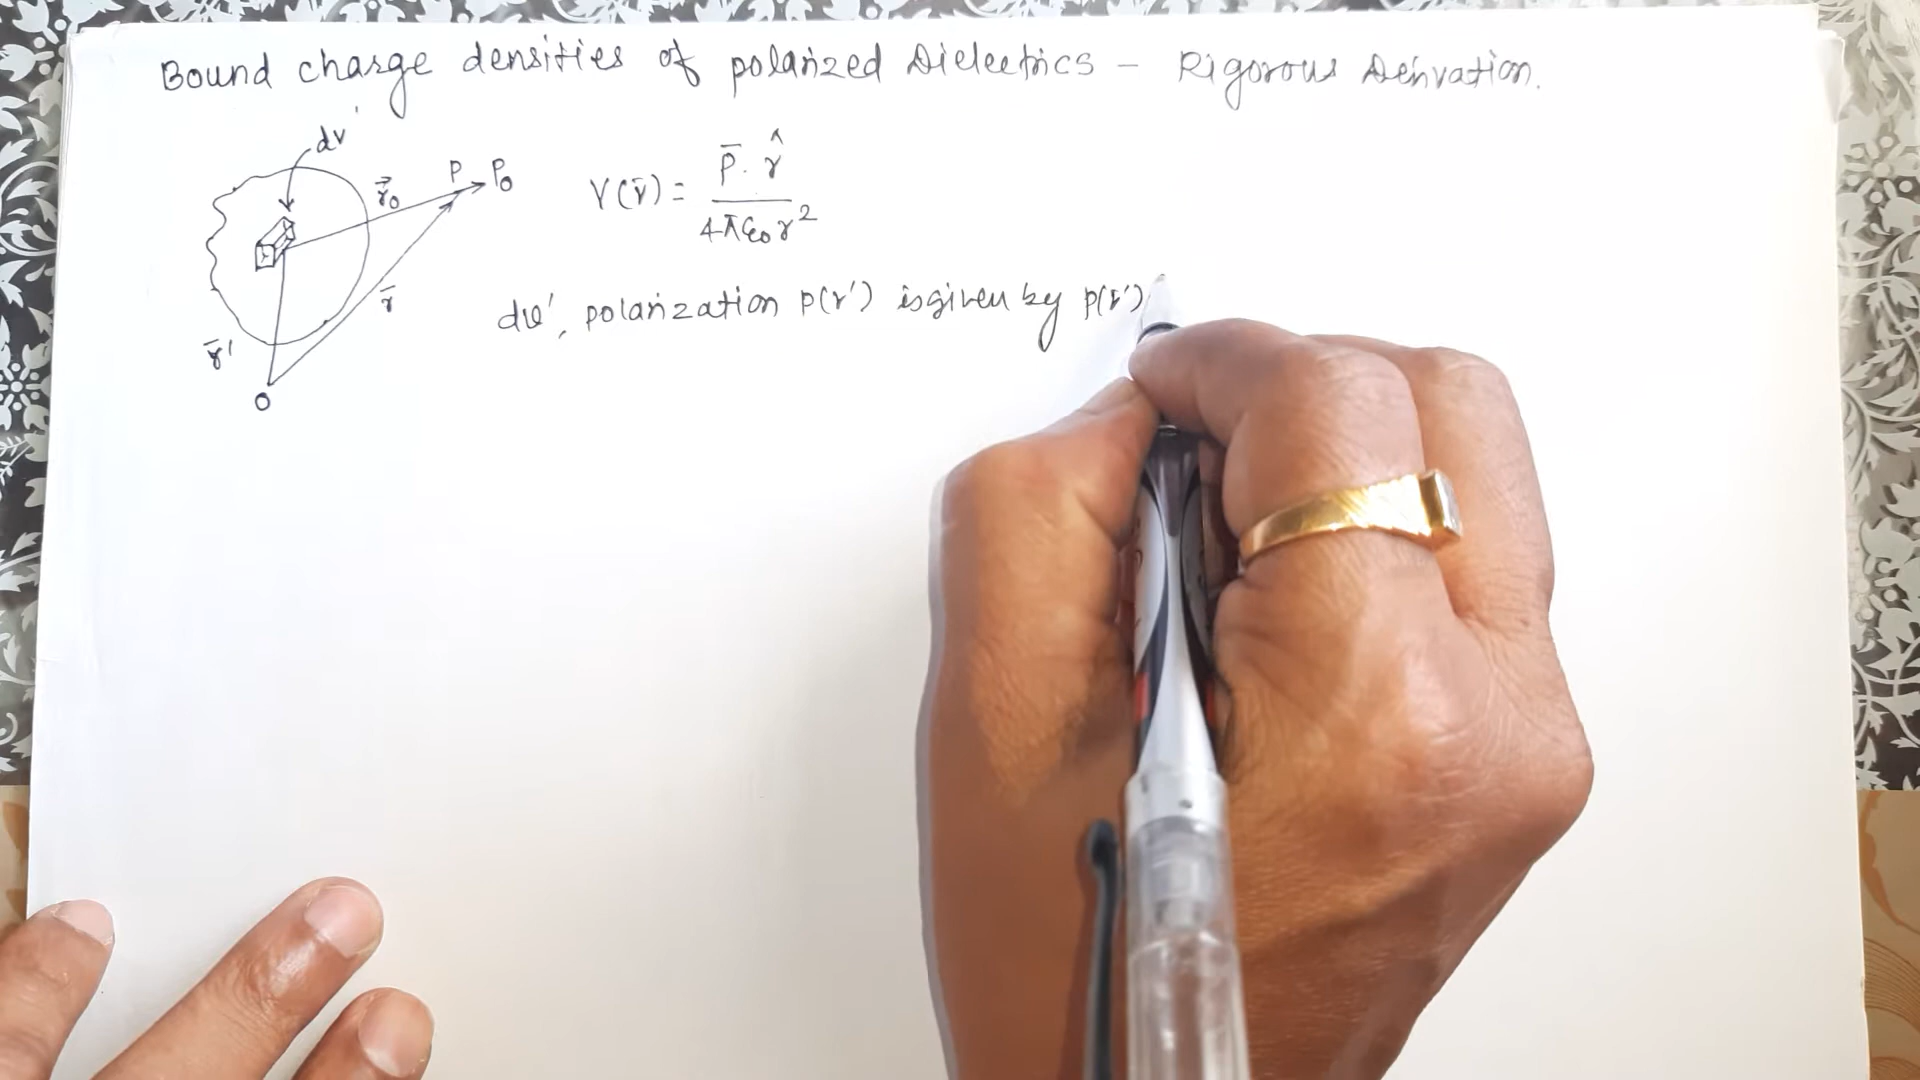 Bound charge densities of polarized Dielectrics - Rigorous Derivation.
dv'
P P₀
r⃗₀
V(r̄) = p̄ · r̂ / 4πε₀r²
r̄
dv', polarization p(r') is given by p(r̄')
r̄'
O